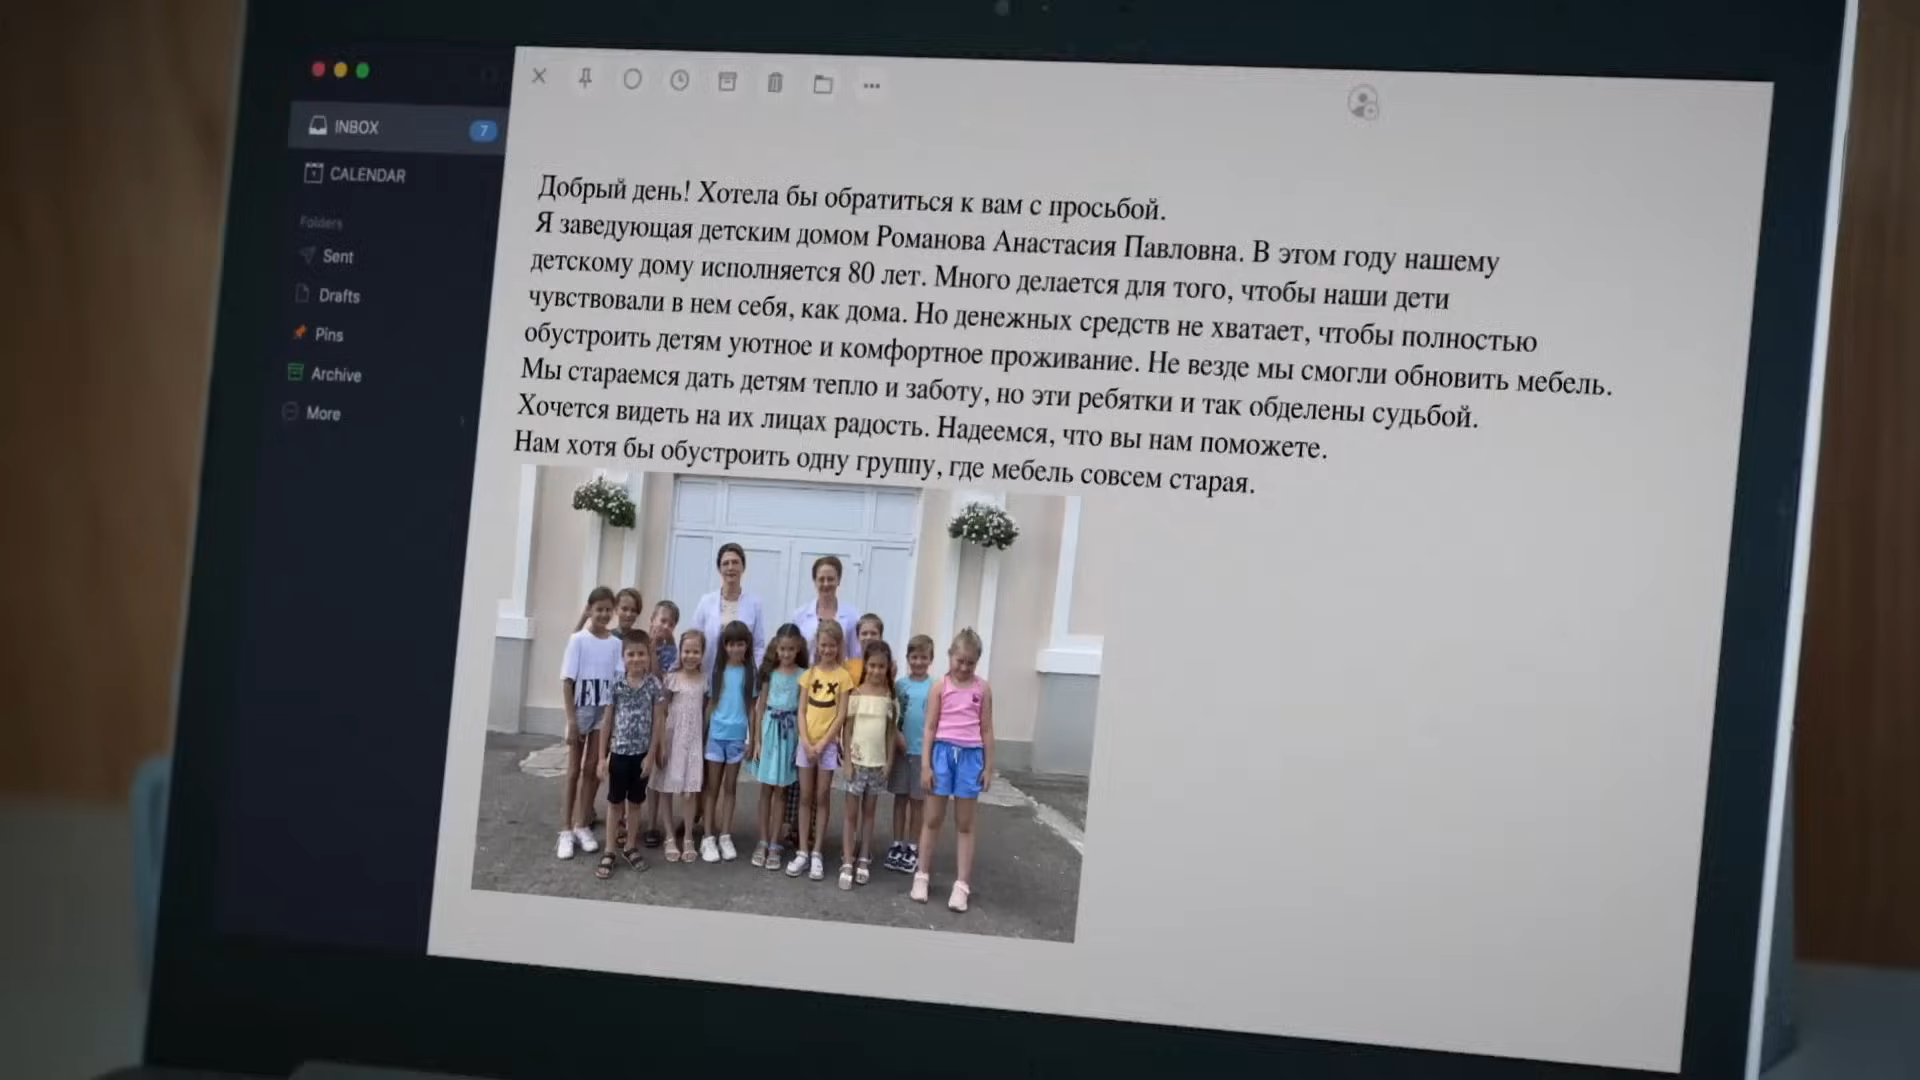 INBOX 7
CALENDAR
Folders
Sent
Drafts
Pins
Archive
More
Добрый день! Хотела бы обратиться к вам с просьбой.
Я заведующая детским домом Романова Анастасия Павловна. В этом году нашему
детскому дому исполняется 80 лет. Много делается для того, чтобы наши дети
чувствовали в нем себя, как дома. Но денежных средств не хватает, чтобы полностью
обустроить детям уютное и комфортное проживание. Не везде мы смогли обновить мебель.
Мы стараемся дать детям тепло и заботу, но эти ребятки и так обделены судьбой.
Хочется видеть на их лицах радость. Надеемся, что вы нам поможете.
Нам хотя бы обустроить одну группу, где мебель совсем старая.